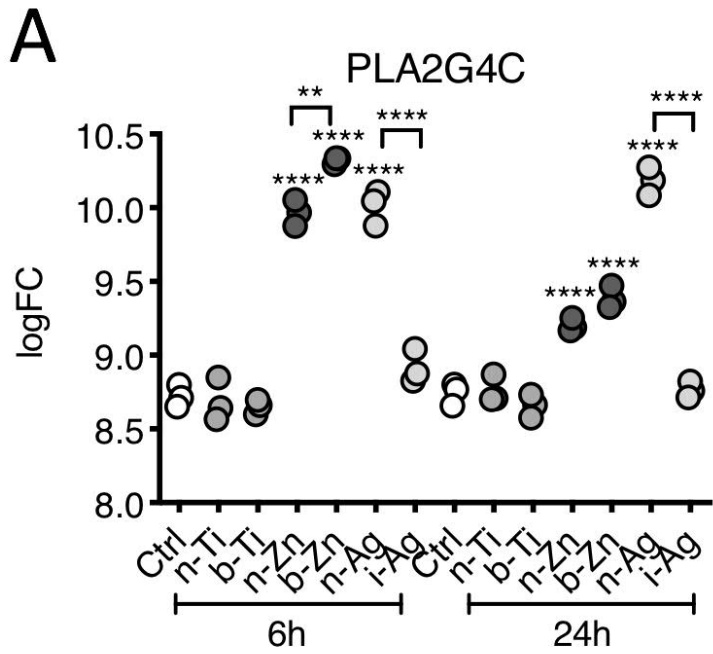 A
PLA2G4C
** **** ****
**** **** ****
**** ****
**** ****
logFC
10.5
10.0
9.5
9.0
8.5
8.0
Ctrl n-Ti b-Ti n-Zn b-Zn n-Ag i-Ag Ctrl n-Ti b-Ti n-Zn b-Zn n-Ag i-Ag
6h 24h